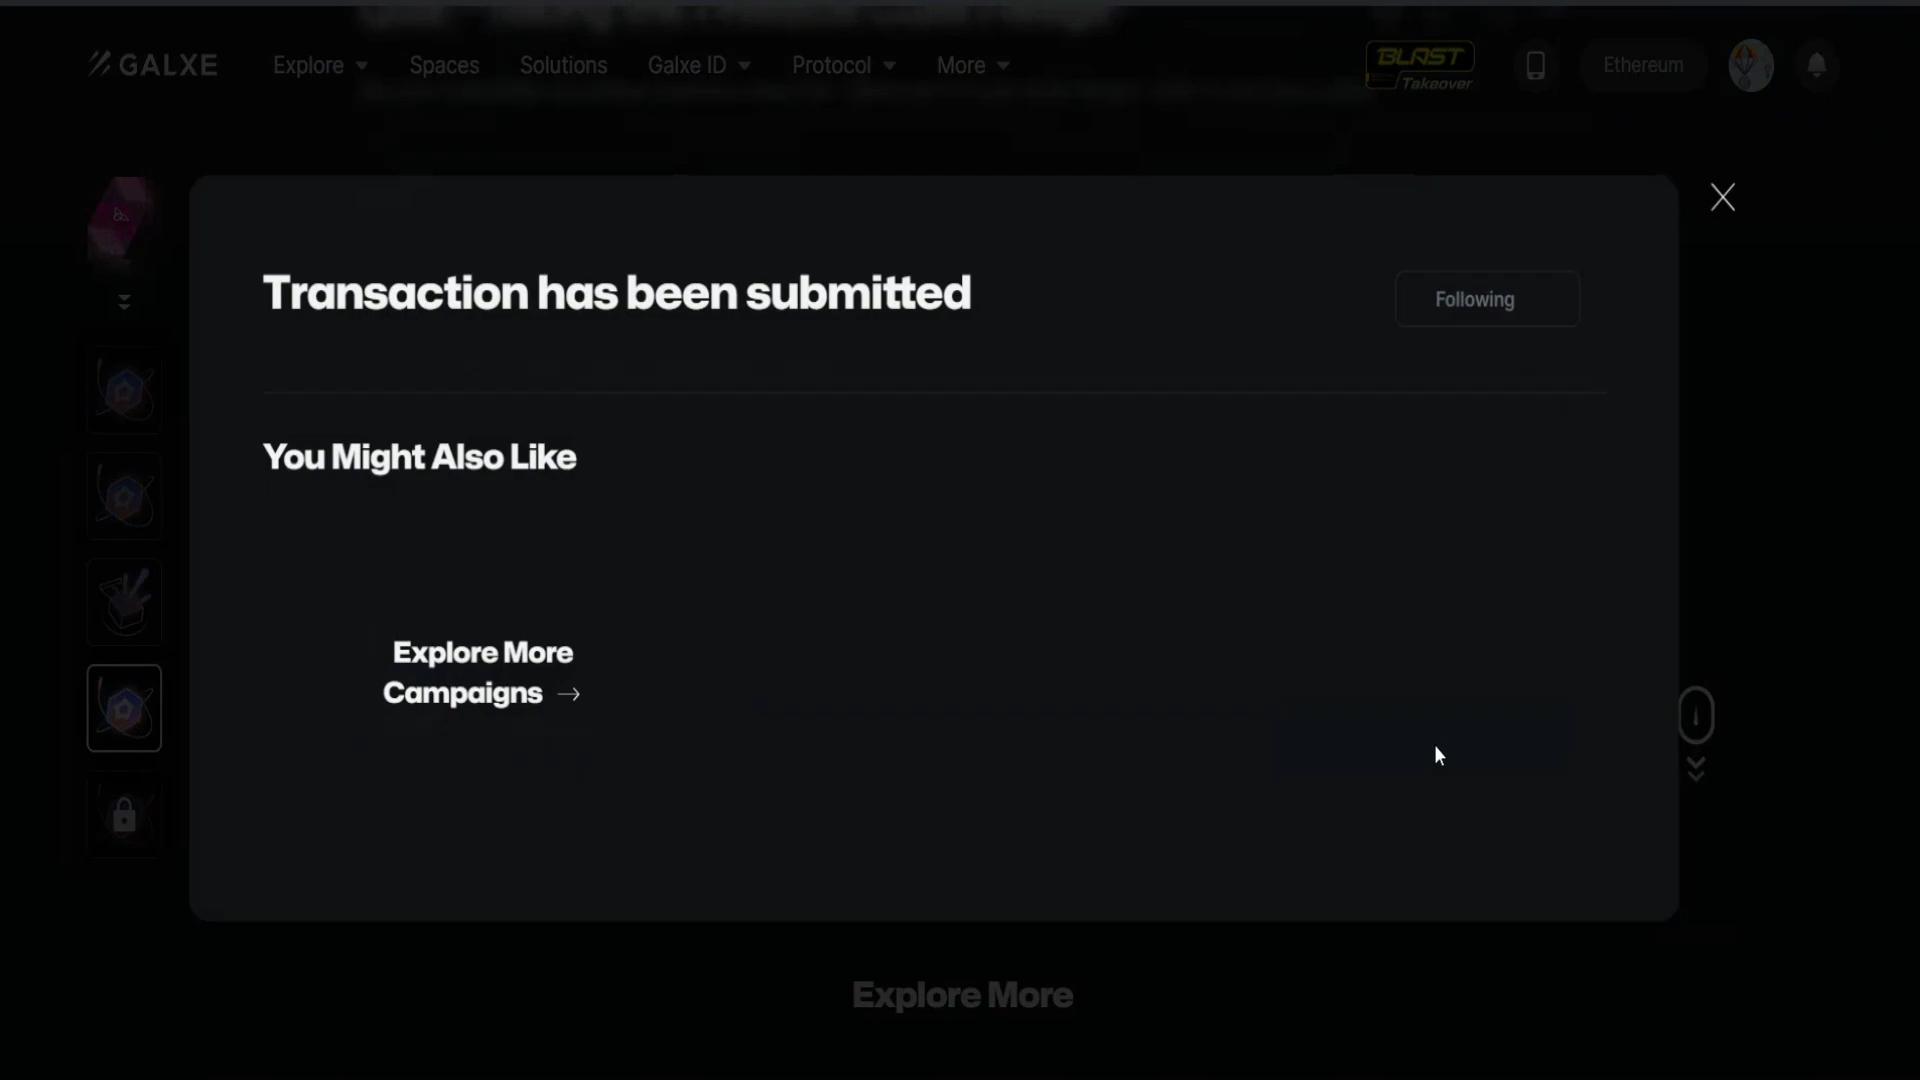 GALXE
Explore
Spaces
Solutions
Galxe ID
Protocol
More
BLAST
Takeover
Ethereum
Transaction has been submitted
Following
You Might Also Like
Explore More
Campaigns →
Explore More